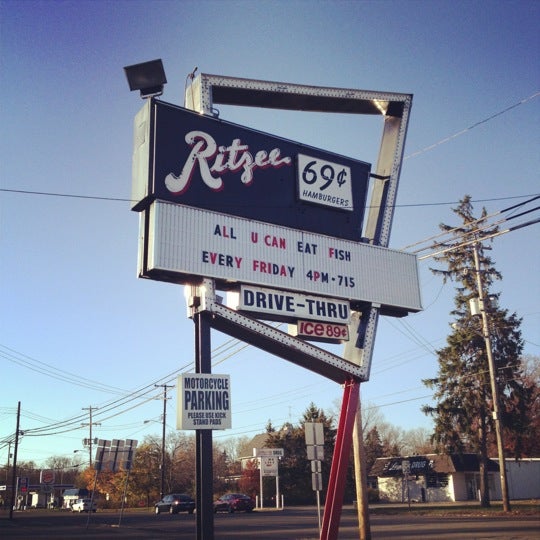 Ritzee
69¢
HAMBURGERS
ALL U CAN EAT FISH
EVERY FRIDAY 4PM-715
DRIVE-THRU
ICE 89¢
MOTORCYCLE
PARKING
PLEASE USE KICK
STAND PADS
DRUG